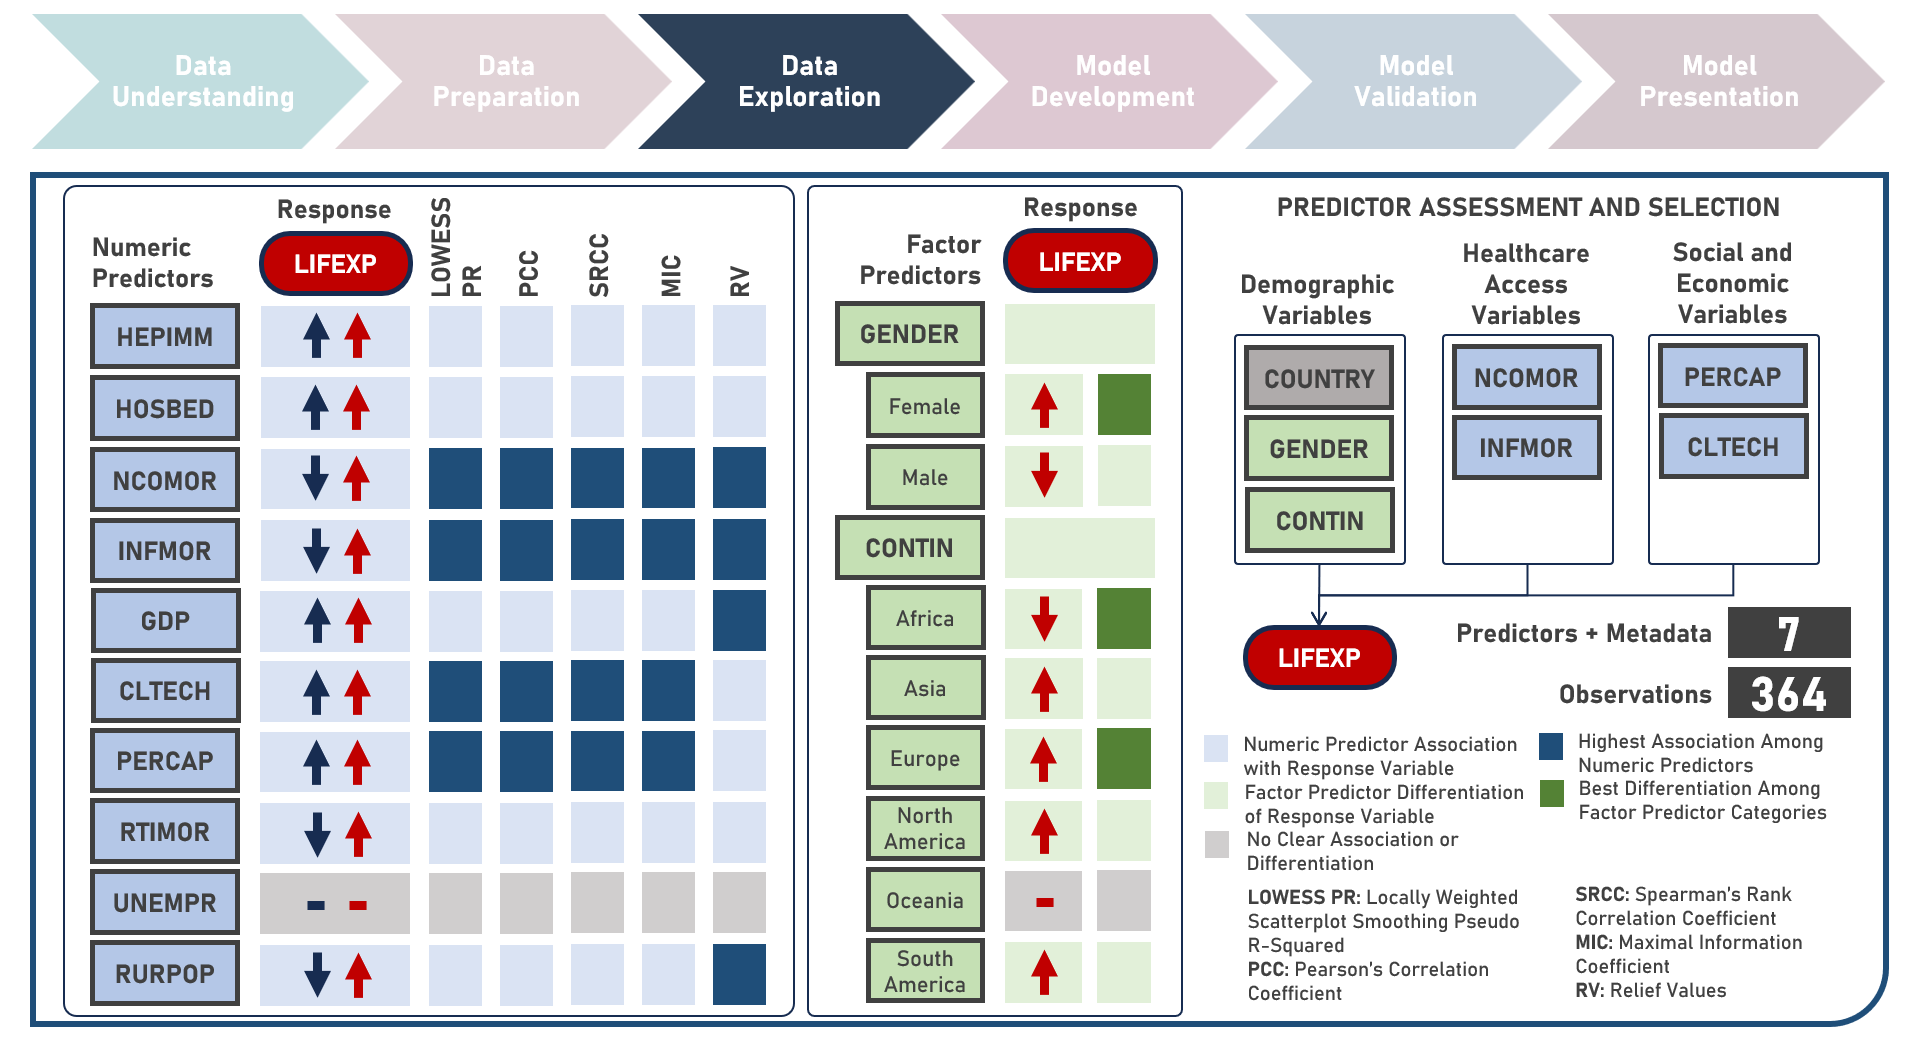 Data
Understanding
Data
Preparation
Data
Exploration
Model
Development
Model
Validation
Model
Presentation
Numeric
Predictors
Response
LIFEXP
LOWESS
PR
PCC
SRCC
MIC
RV
HEPIMM
HOSBED
NCOMOR
INFMOR
GDP
CLTECH
PERCAP
RTIMOR
UNEMPR
RURPOP
Factor
Predictors
Response
LIFEXP
GENDER
Female
Male
CONTIN
Africa
Asia
Europe
North
America
Oceania
South
America
PREDICTOR ASSESSMENT AND SELECTION
Demographic
Variables
COUNTRY
GENDER
CONTIN
Healthcare
Access
Variables
NCOMOR
INFMOR
Social and
Economic
Variables
PERCAP
CLTECH
LIFEXP
Predictors + Metadata
7
Observations
364
Numeric Predictor Association
with Response Variable
Factor Predictor Differentiation
of Response Variable
No Clear Association or
Differentiation
Highest Association Among
Numeric Predictors
Best Differentiation Among
Factor Predictor Categories
LOWESS PR: Locally Weighted
Scatterplot Smoothing Pseudo
R-Squared
PCC: Pearson's Correlation
Coefficient
SRCC: Spearman's Rank
Correlation Coefficient
MIC: Maximal Information
Coefficient
RV: Relief Values